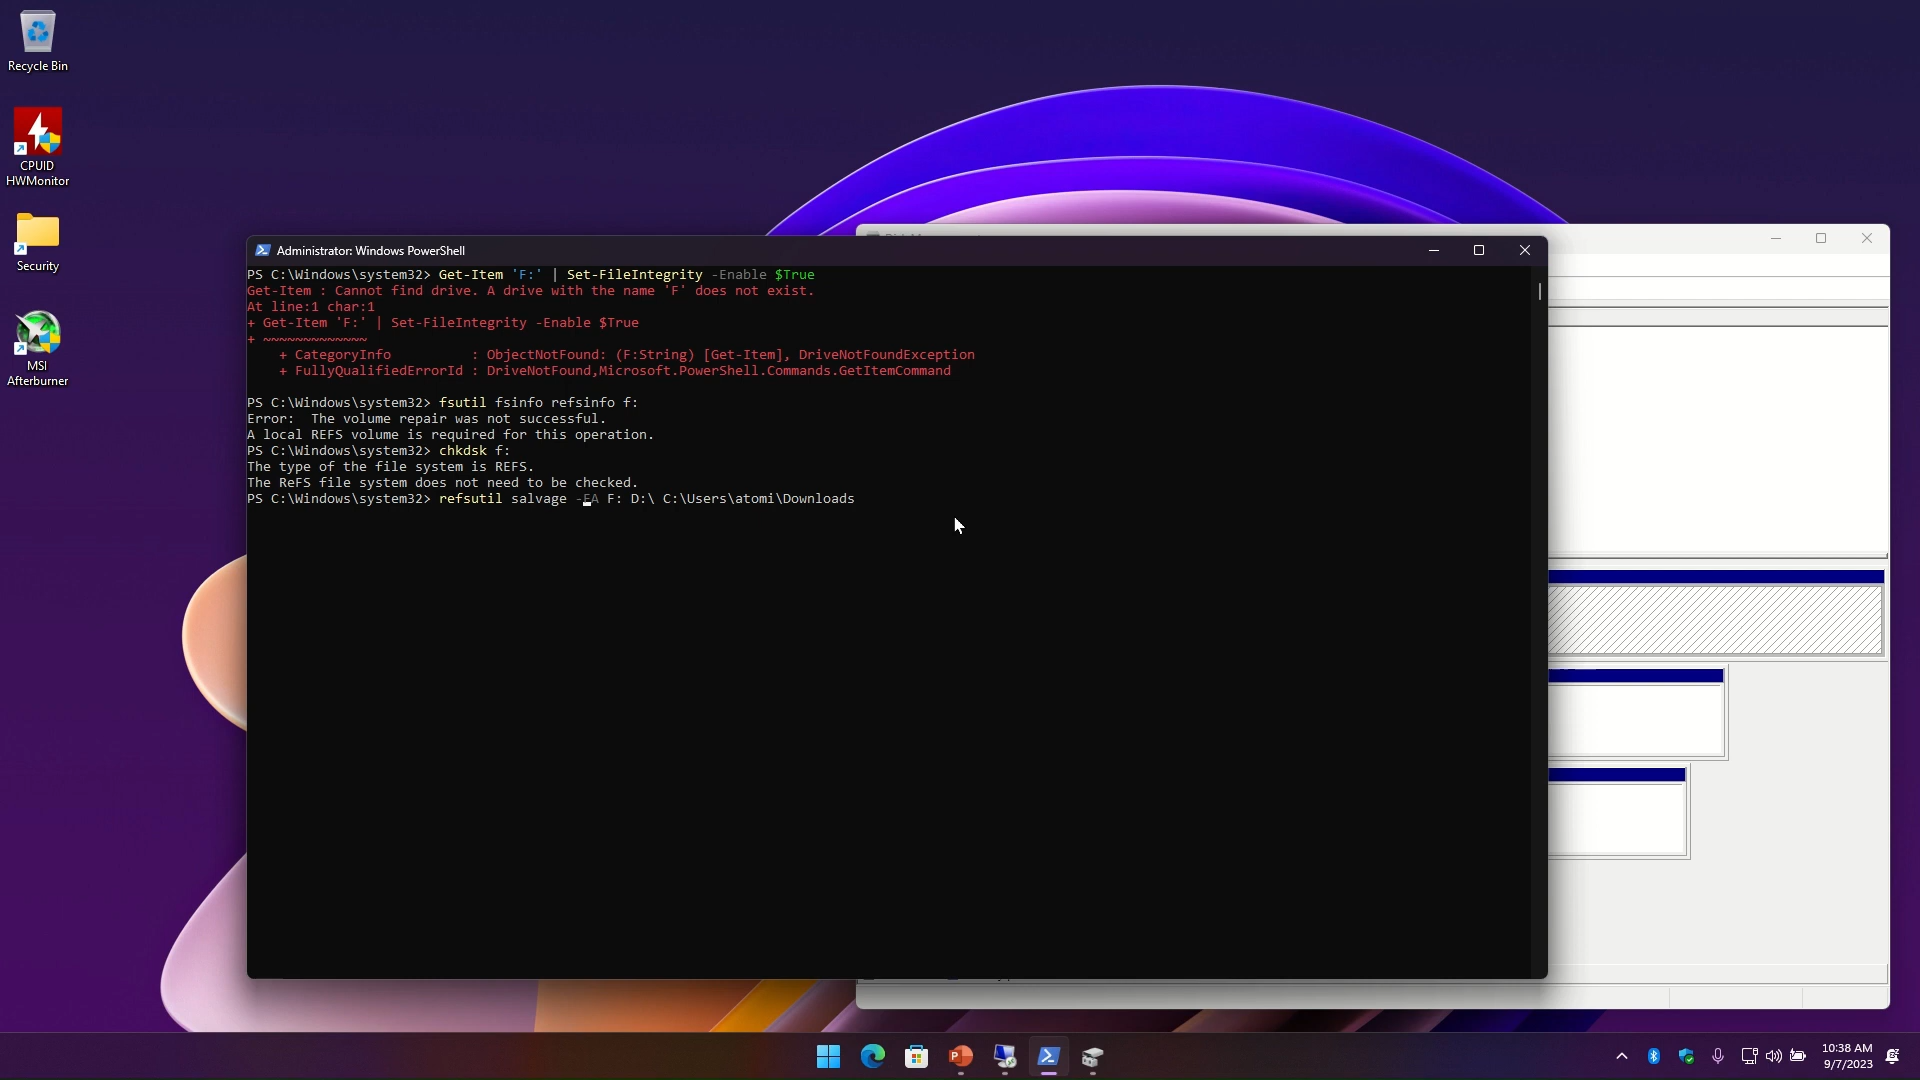 Recycle Bin
CPUID
HWMonitor
Security
MSI
Afterburner
Administrator: Windows PowerShell
PS C:\Windows\system32> Get-Item 'F:' | Set-FileIntegrity -Enable $True
Get-Item : Cannot find drive. A drive with the name 'F' does not exist.
At line:1 char:1
+ Get-Item 'F:' | Set-FileIntegrity -Enable $True
+ ~~~~~~~~~~~~~
    + CategoryInfo          : ObjectNotFound: (F:String) [Get-Item], DriveNotFoundException
    + FullyQualifiedErrorId : DriveNotFound,Microsoft.PowerShell.Commands.GetItemCommand
PS C:\Windows\system32> fsutil fsinfo refsinfo f:
Error:  The volume repair was not successful.
A local REFS volume is required for this operation.
PS C:\Windows\system32> chkdsk f:
The type of the file system is REFS.
The ReFS file system does not need to be checked.
PS C:\Windows\system32> refsutil salvage -FA F: D:\ C:\Users\atomi\Downloads
10:38 AM
9/7/2023